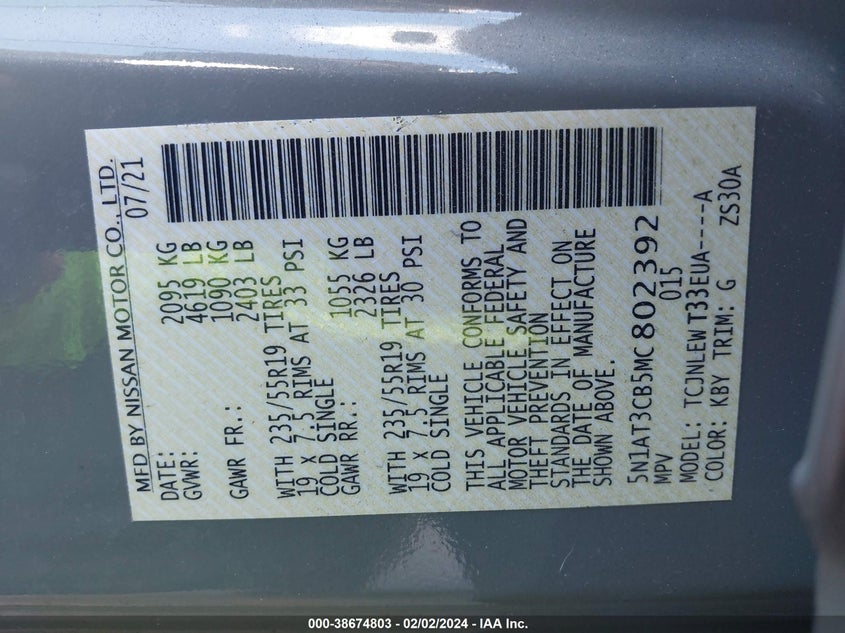 MFD BY NISSAN MOTOR CO., LTD.
DATE: 07/21
GVWR: 2095 KG
4619 LB
GAWR FR.: 1090 KG
2403 LB
WITH 235/55R19 TIRES
19 X 7.5 RIMS AT 33 PSI
COLD SINGLE
GAWR RR.: 1055 KG
2326 LB
WITH 235/55R19 TIRES
19 X 7.5 RIMS AT 30 PSI
COLD SINGLE
THIS VEHICLE CONFORMS TO
ALL APPLICABLE FEDERAL
MOTOR VEHICLE SAFETY AND
THEFT PREVENTION
STANDARDS IN EFFECT ON
THE DATE OF MANUFACTURE
SHOWN ABOVE.
5N1AT3CB5MC802392
MPV 015
MODEL: TCJNLEW T33EUA----A
COLOR: KBY TRIM: G ZS30A
000-38674803 - 02/02/2024 - IAA Inc.